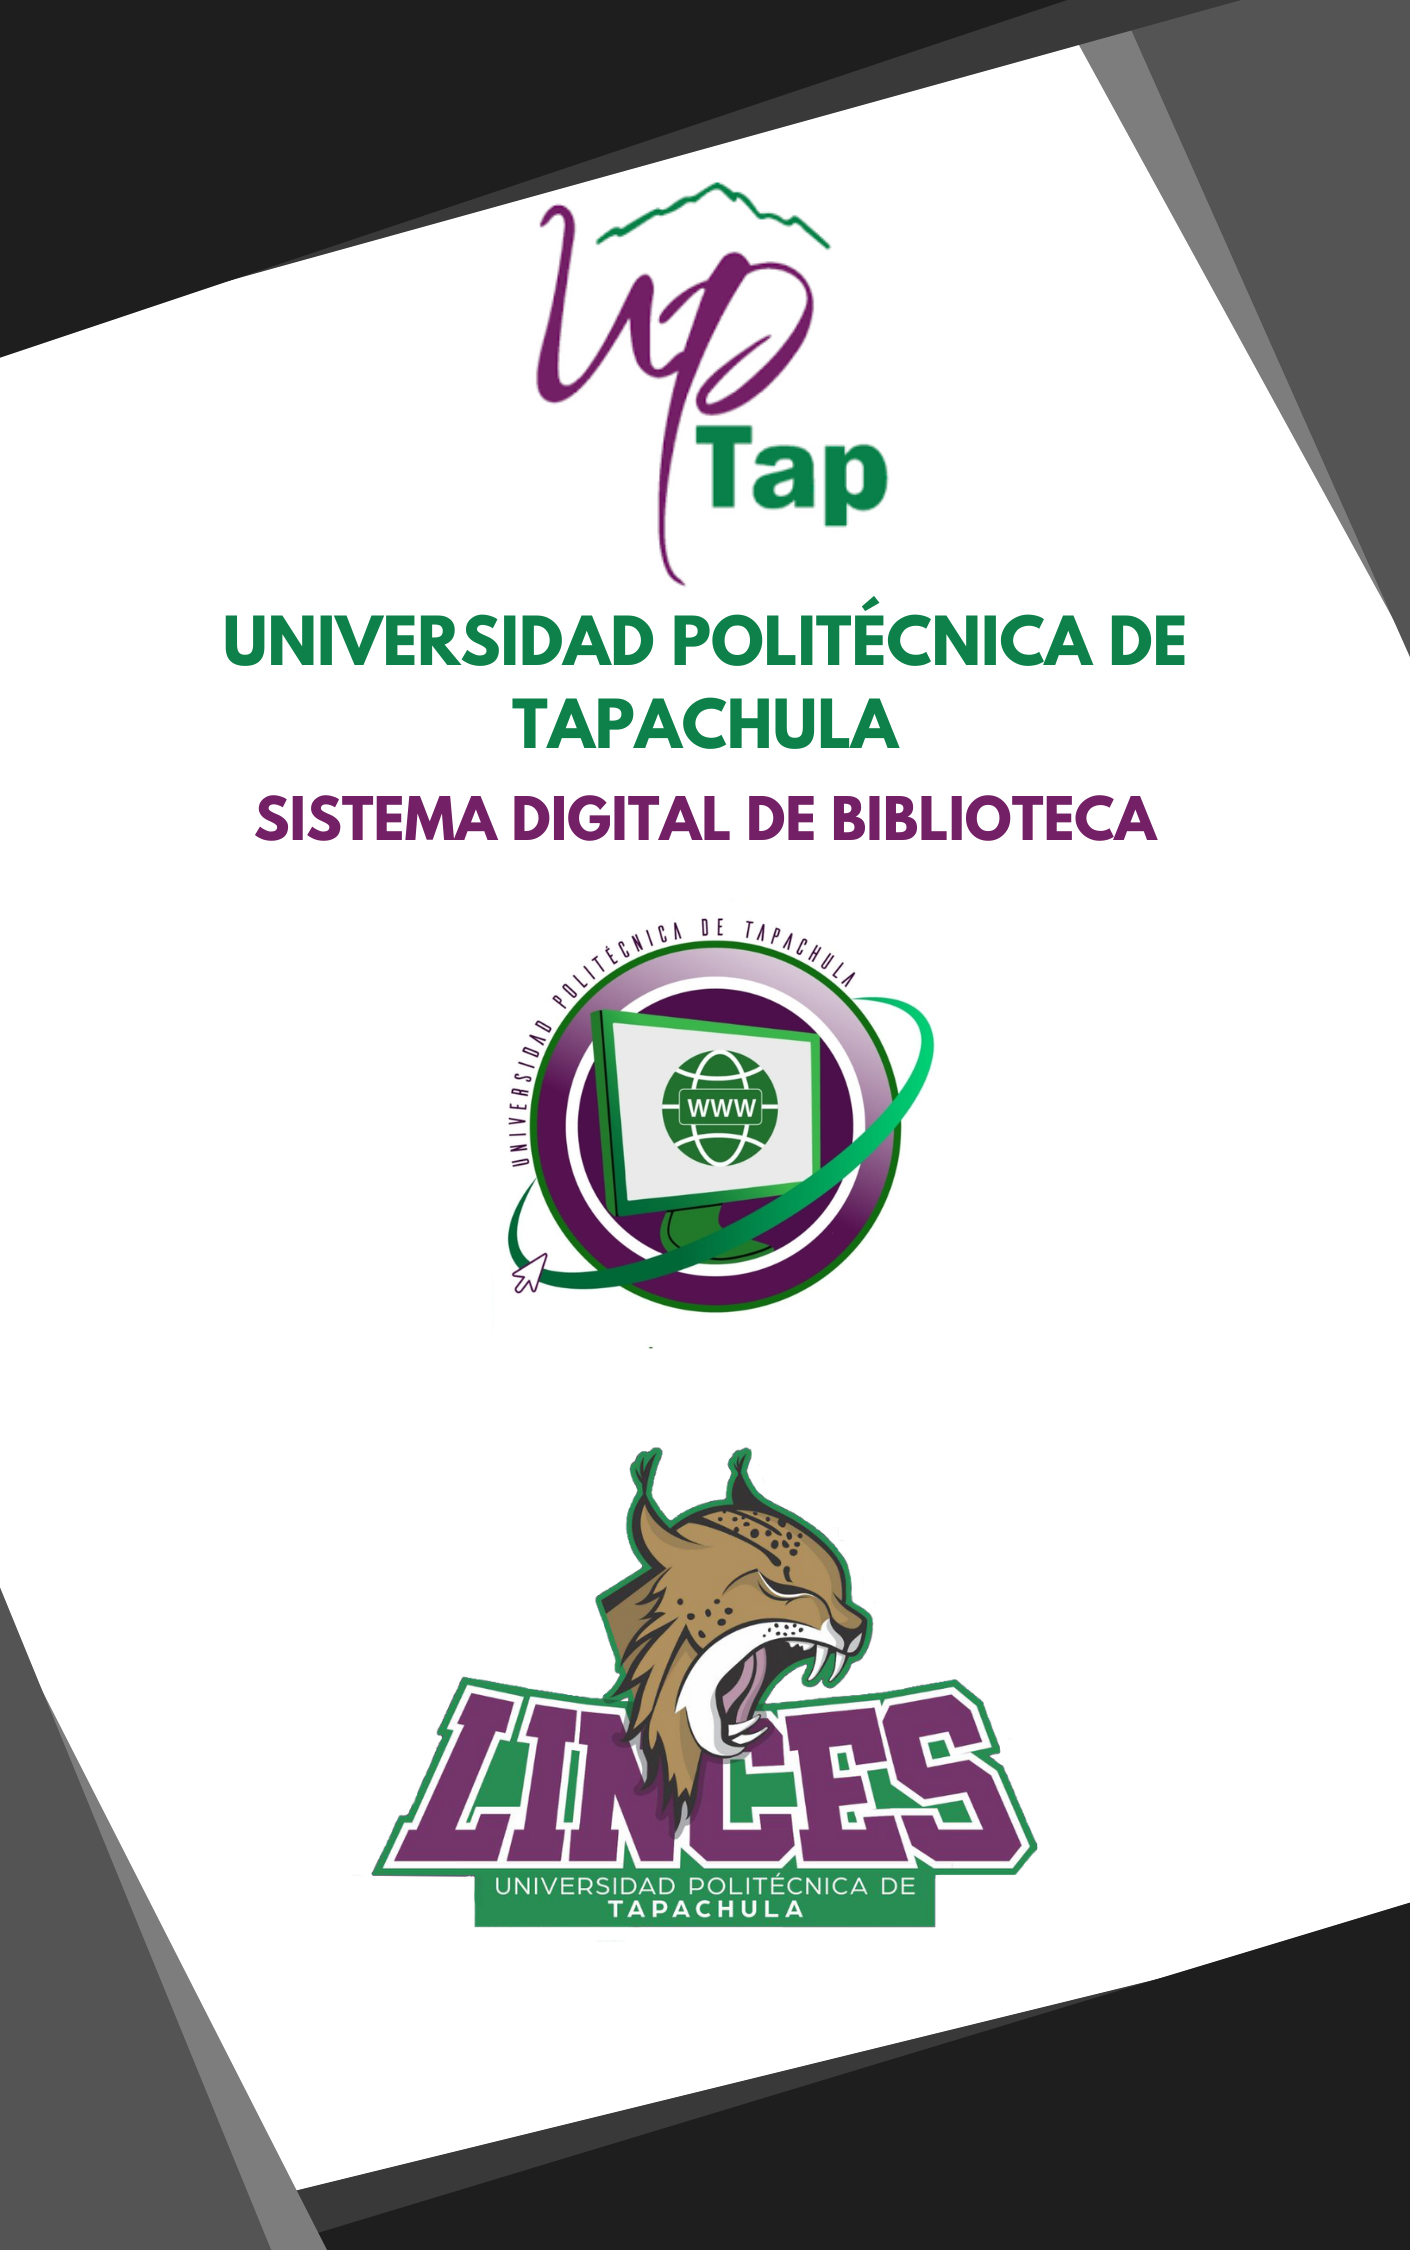 up
Tap
UNIVERSIDAD POLITÉCNICA DE
TAPACHULA
SISTEMA DIGITAL DE BIBLIOTECA
UNIVERSIDAD POLITÉCNICA DE TAPACHULA
WWW
LINCES
UNIVERSIDAD POLITÉCNICA DE
TAPACHULA